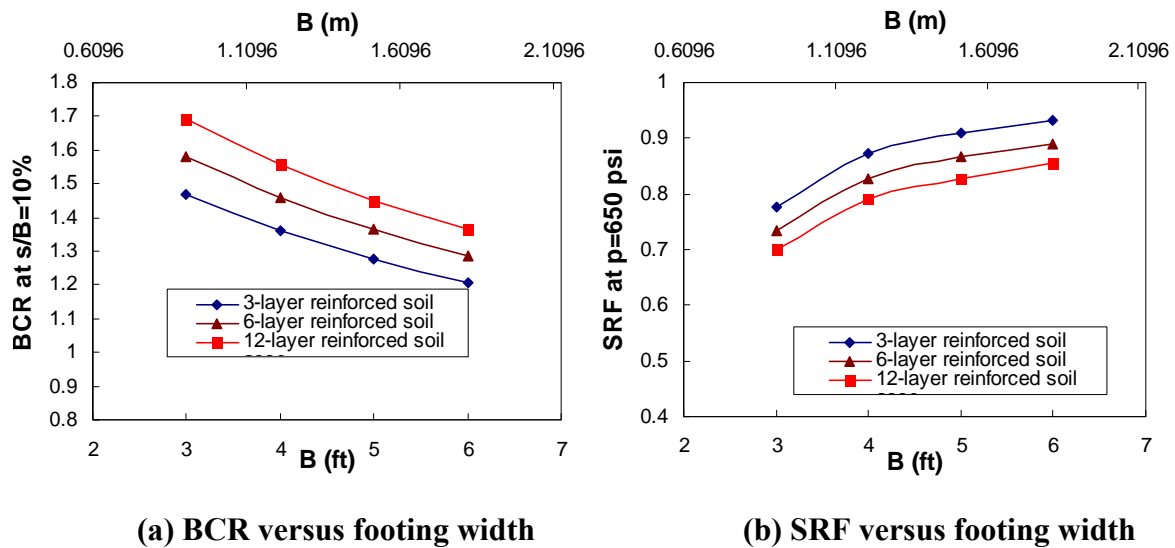 B (m)
0.6096 1.1096 1.6096 2.1096
BCR at s/B=10%
1.8
1.7
1.6
1.5
1.4
1.3
1.2
1.1
1
0.9
0.8
3-layer reinforced soil
6-layer reinforced soil
12-layer reinforced soil
2 3 4 5 6 7
B (ft)
(a) BCR versus footing width
B (m)
0.6096 1.1096 1.6096 2.1096
SRF at p=650 psi
1
0.9
0.8
0.7
0.6
0.5
0.4
3-layer reinforced soil
6-layer reinforced soil
12-layer reinforced soil
2 3 4 5 6 7
B (ft)
(b) SRF versus footing width